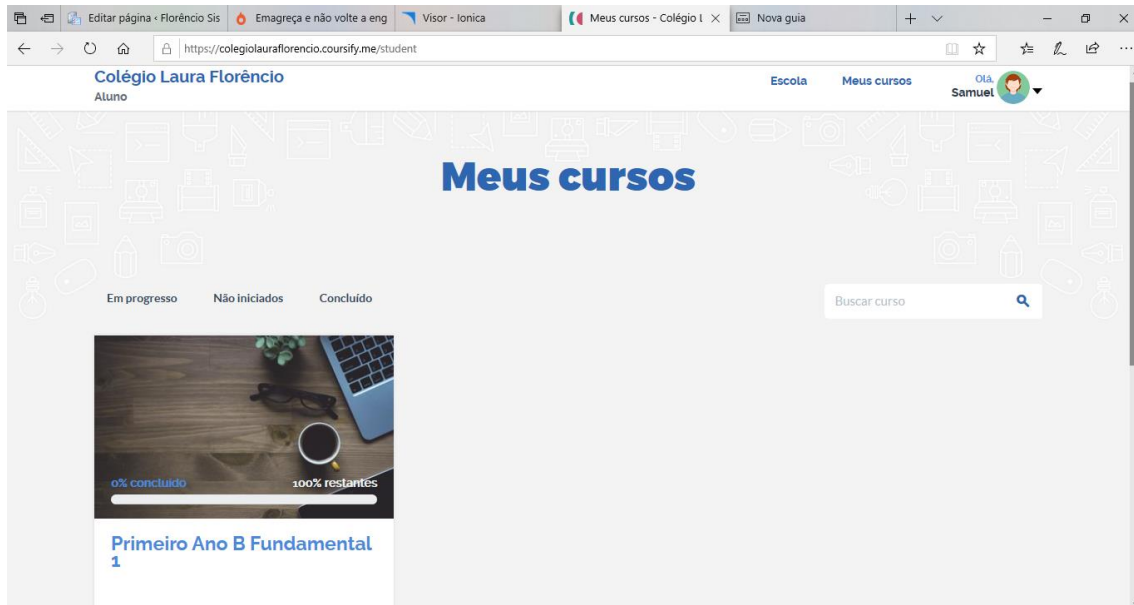 Editar página ‹ Florêncio Sis
Emagreça e não volte a eng
Visor - Ionica
Meus cursos - Colégio L
Nova guia
https://colegiolauraflorencio.coursify.me/student
Colégio Laura Florêncio
Aluno
Escola
Meus cursos
Olá,
Samuel
Meus cursos
Em progresso
Não iniciados
Concluído
Buscar curso
0% concluído
100% restantes
Primeiro Ano B Fundamental
1